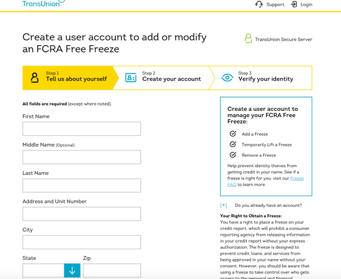 TransUnion
Support
Login
Create a user account to add or modify
an FCRA Free Freeze
TransUnion Secure Server
Step 1
Tell us about yourself
Step 2
Create your account
Step 3
Verify your identity
All fields are required (except where noted).
First Name
Middle Name (Optional)
Last Name
Address and Unit Number
City
State
Zip
Create a user account to
manage your FCRA Free
Freeze:
Add a Freeze
Temporarily Lift a Freeze
Remove a Freeze
Help prevent identity thieves from
getting credit in your name. See if a
freeze is right for you: visit our Freeze
FAQ to learn more.
[+] Do you already have an account?
Your Right to Obtain a Freeze:
You have a right to place a freeze on your
credit report, which will prohibit a consumer
reporting agency from releasing information
in your credit report without your express
authorization. The freeze is designed to
prevent credit, loans, and services from
being approved in your name without your
consent. However, you should be aware that
using a freeze to take control over who gets